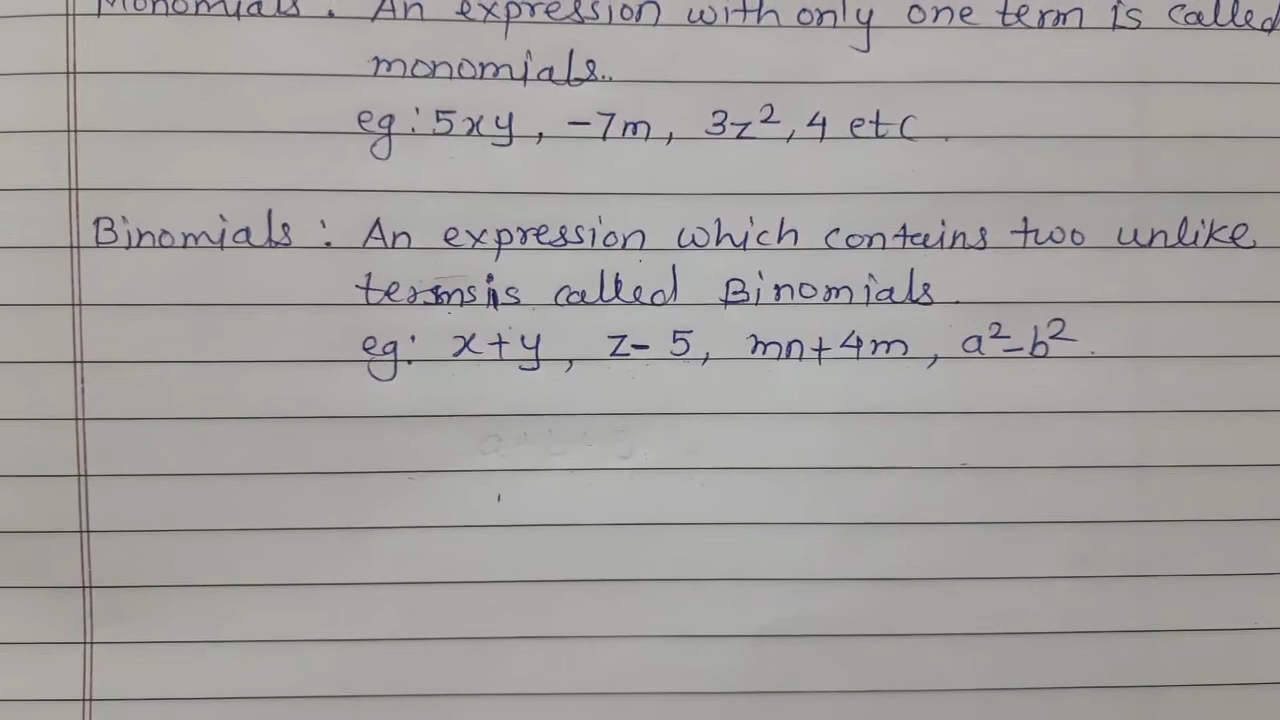 Monomials : An expression with only one term is called
monomials..
eg: 5xy, -7m, 3z², 4 etc.
Binomials : An expression which contains two unlike
terms is called Binomials.
eg: x+y, z-5, mn+4m, a²-b².